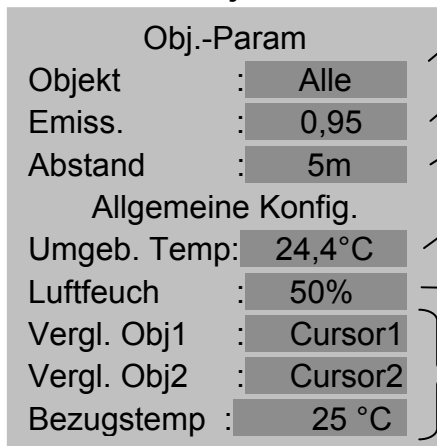 Obj.-Param
Objekt : Alle
Emiss. : 0,95
Abstand : 5m
Allgemeine Konfig.
Umgeb. Temp: 24,4°C
Luftfeuch : 50%
Vergl. Obj1 : Cursor1
Vergl. Obj2 : Cursor2
Bezugstemp : 25 °C